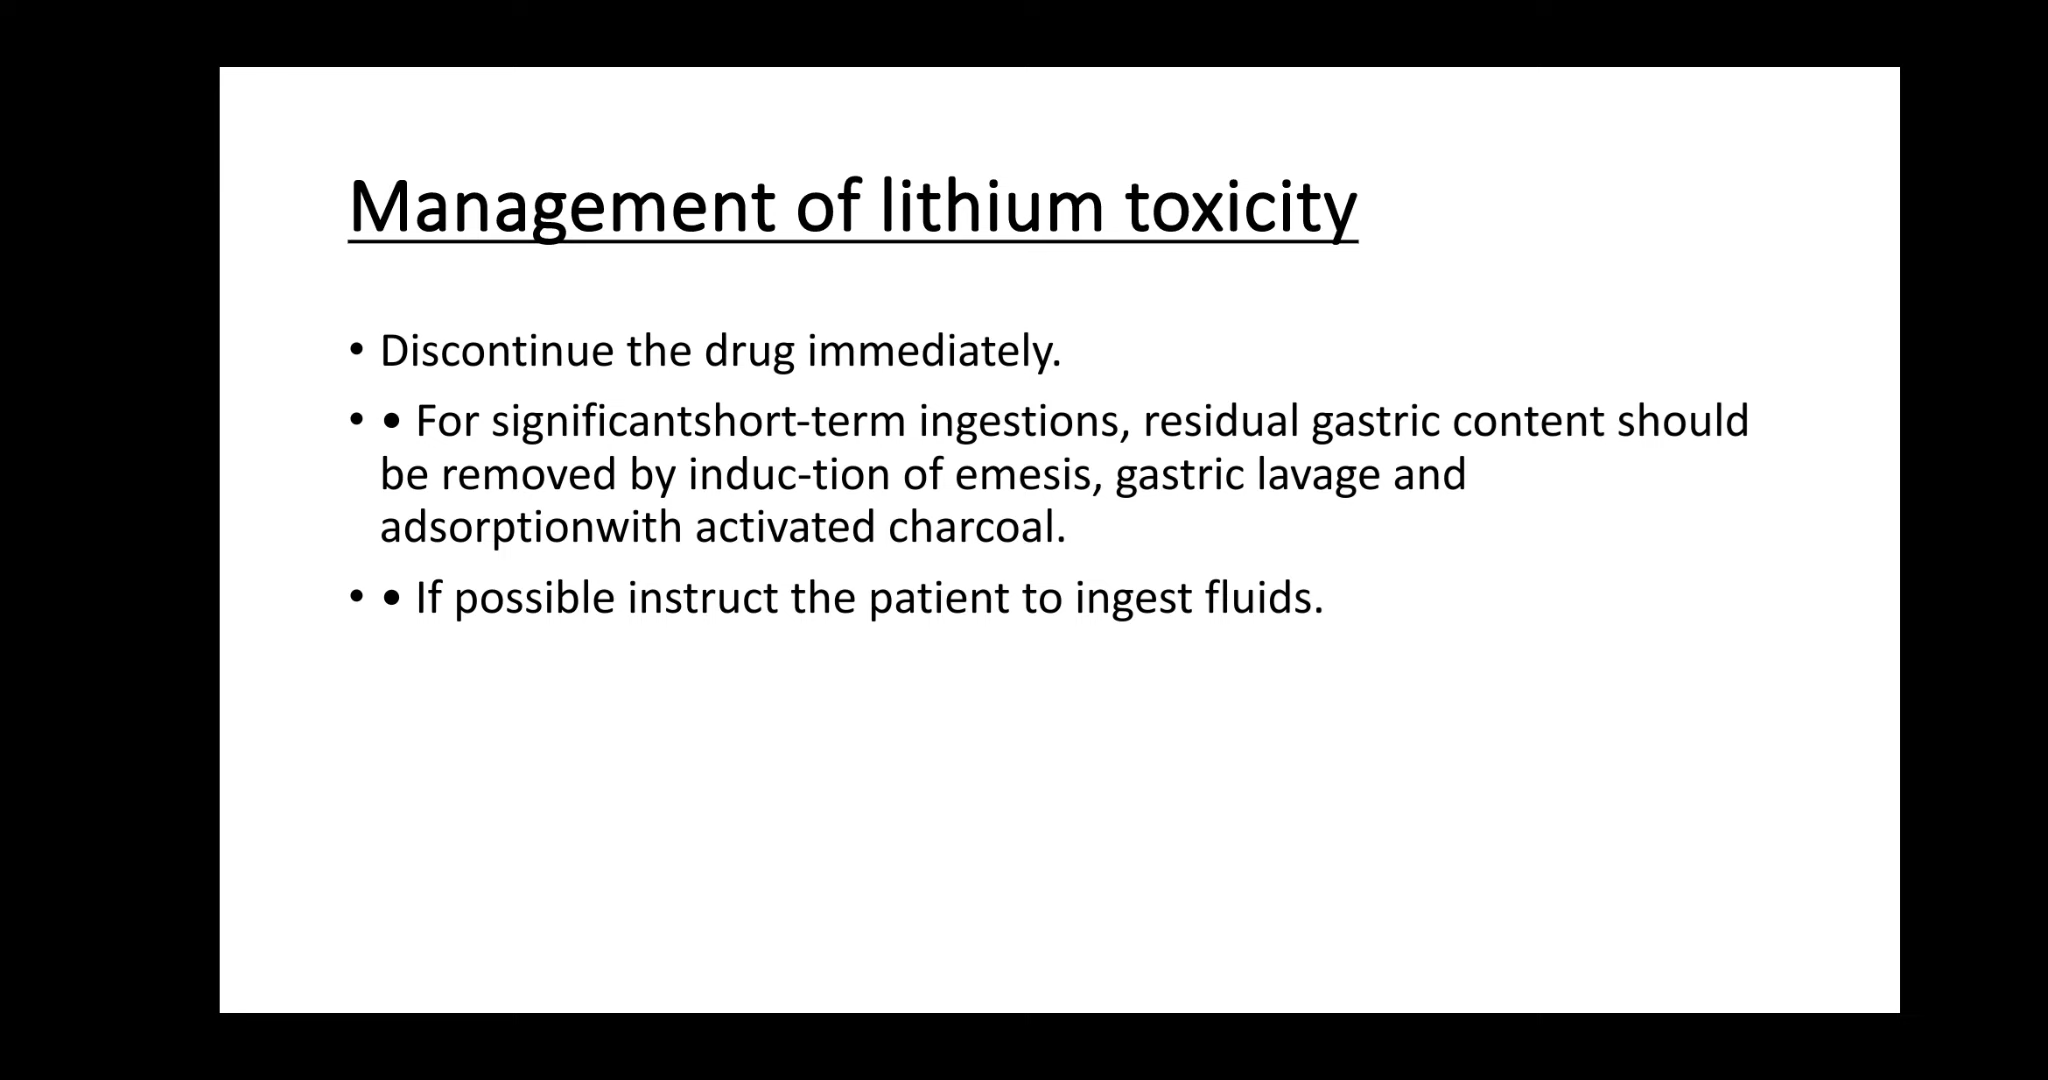 Management of lithium toxicity
• Discontinue the drug immediately.
• • For significantshort-term ingestions, residual gastric content should
be removed by induc-tion of emesis, gastric lavage and
adsorptionwith activated charcoal.
• • If possible instruct the patient to ingest fluids.